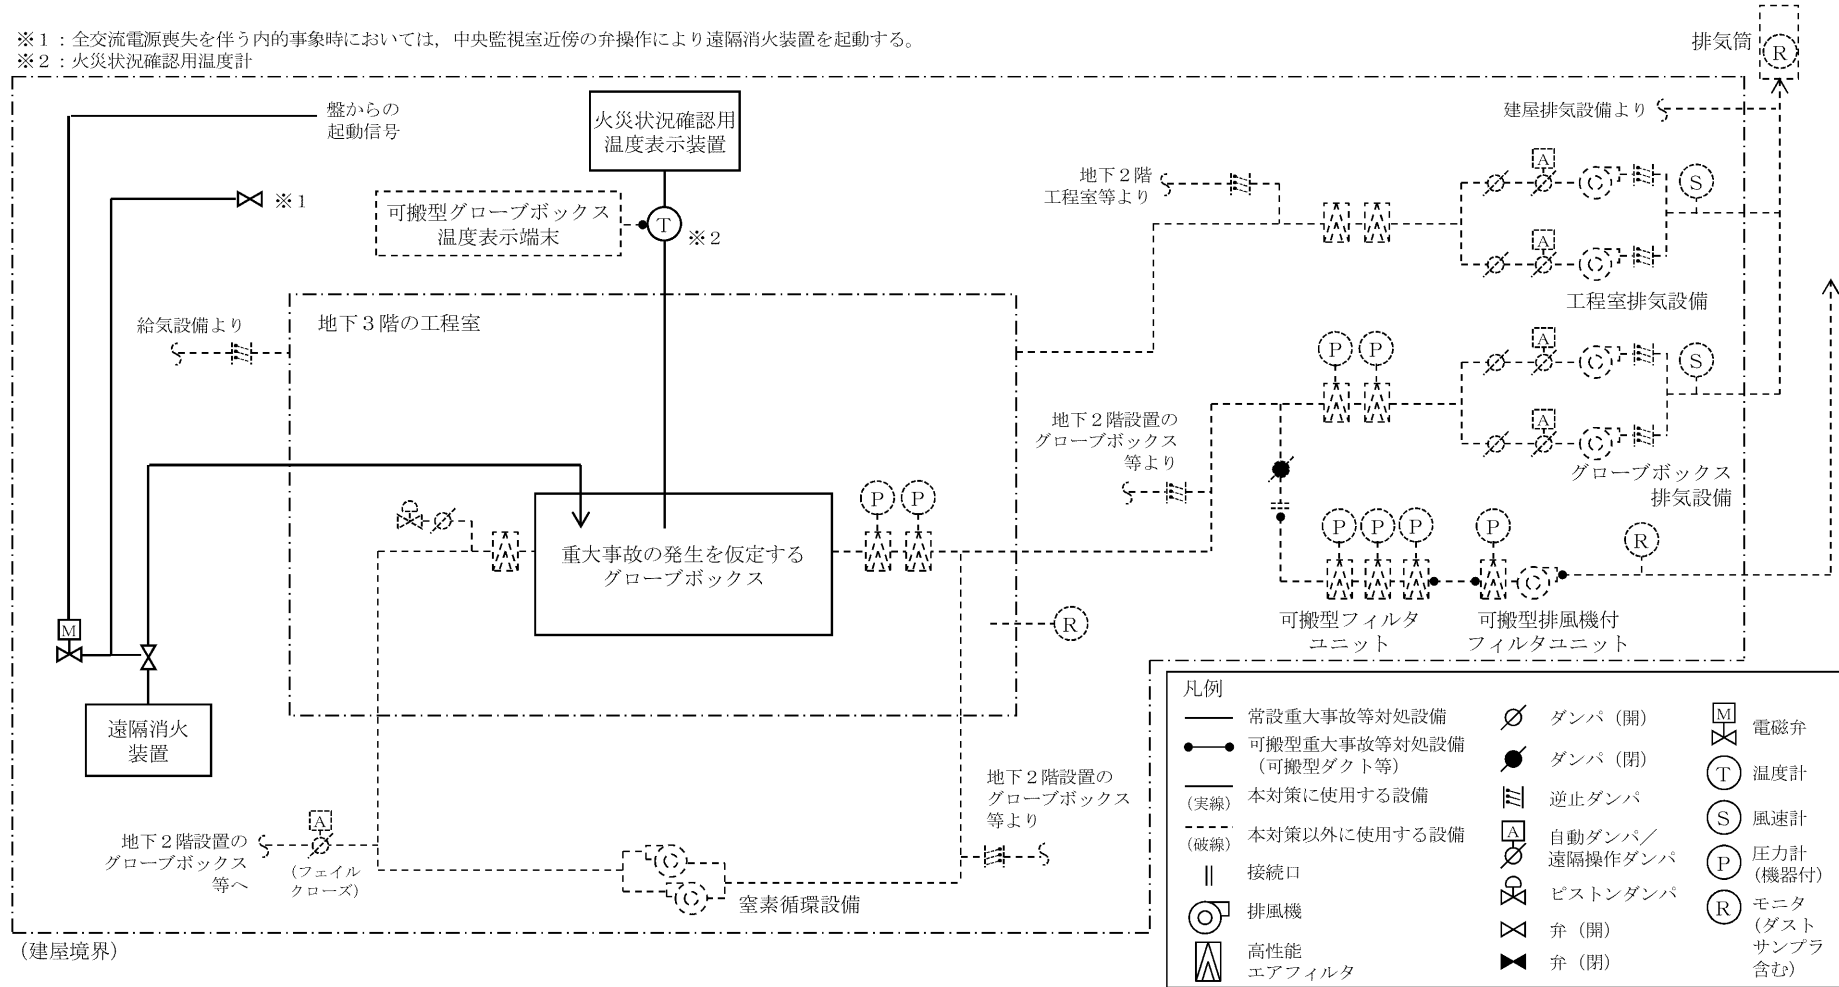 ※１：全交流電源喪失を伴う内的事象時においては，中央監視室近傍の弁操作により遠隔消火装置を起動する。
※２：火災状況確認用温度計
排気筒
R
盤からの
起動信号
火災状況確認用
温度表示装置
建屋排気設備より
※１
可搬型グローブボックス
温度表示端末
T
※２
地下２階
工程室等より
A
S
A
工程室排気設備
給気設備より
地下３階の工程室
P
P
A
S
A
グローブボックス
排気設備
地下２階設置の
グローブボックス
等より
P
P
重大事故の発生を仮定する
グローブボックス
P
P
P
P
R
可搬型フィルタ
ユニット
可搬型排風機付
フィルタユニット
R
M
遠隔消火
装置
地下２階設置の
グローブボックス
等へ
A
（フェイル
クローズ）
地下２階設置の
グローブボックス
等より
窒素循環設備
（建屋境界）
凡例
常設重大事故等対処設備
可搬型重大事故等対処設備
（可搬型ダクト等）
（実線）
本対策に使用する設備
（破線）
本対策以外に使用する設備
接続口
排風機
高性能
エアフィルタ
ダンパ（開）
ダンパ（閉）
逆止ダンパ
A
自動ダンパ／
遠隔操作ダンパ
ピストンダンパ
弁（開）
弁（閉）
M
電磁弁
T
温度計
S
風速計
P
圧力計
（機器付）
R
モニタ
（ダスト
サンプラ
含む）